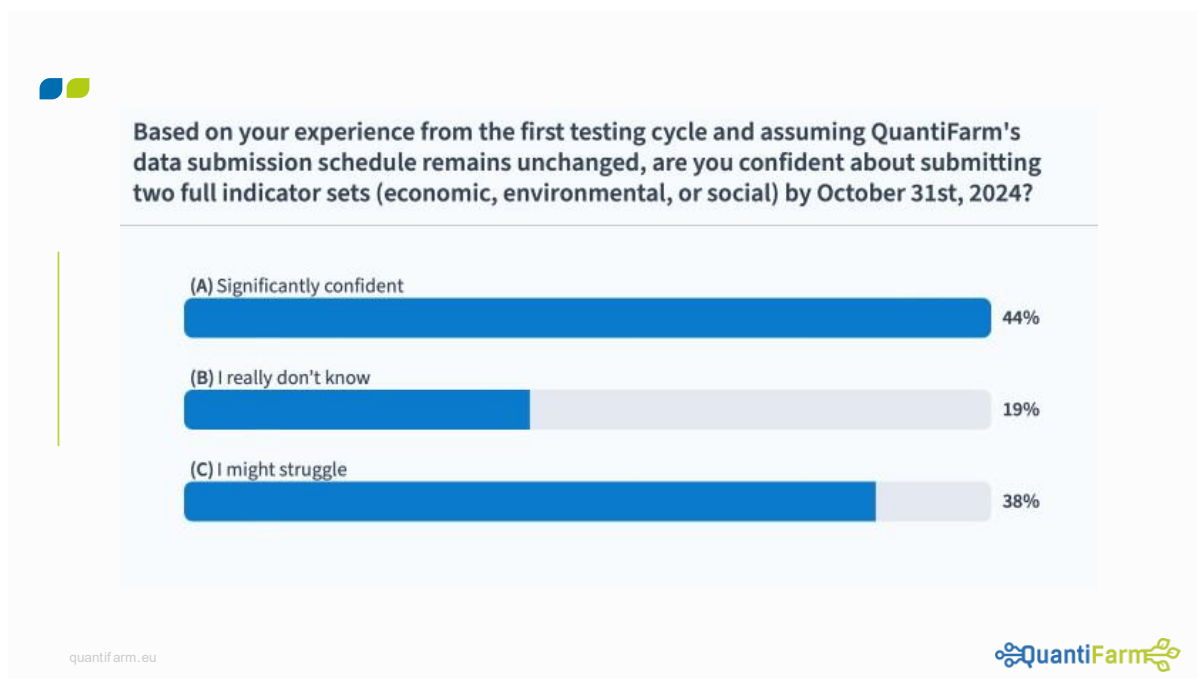 Based on your experience from the first testing cycle and assuming QuantiFarm's
data submission schedule remains unchanged, are you confident about submitting
two full indicator sets (economic, environmental, or social) by October 31st, 2024?
(A) Significantly confident
44%
(B) I really don't know
19%
(C) I might struggle
38%
quantifarm.eu
QuantiFarm